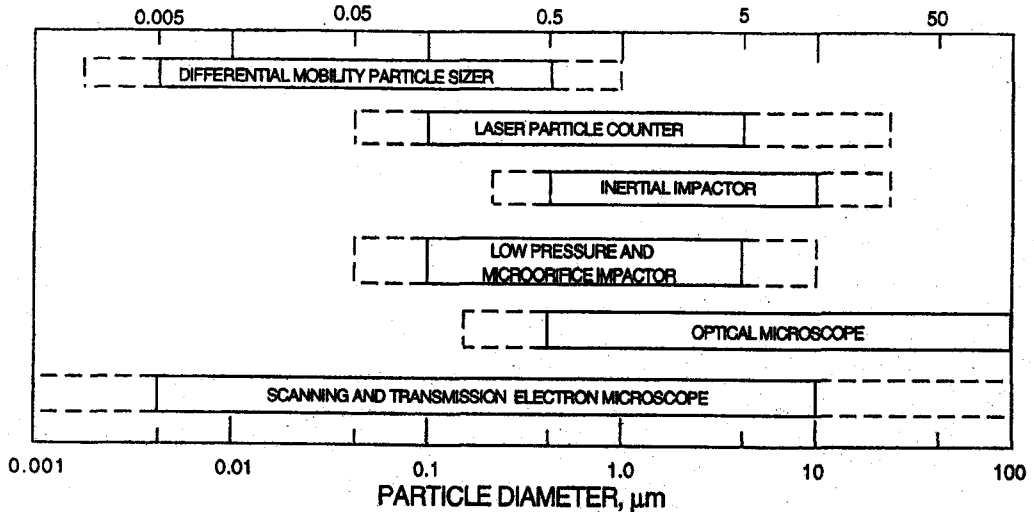 0.005 0.05 0.5 5 50
DIFFERENTIAL MOBILITY PARTICLE SIZER
LASER PARTICLE COUNTER
INERTIAL IMPACTOR
LOW PRESSURE AND
MICROORIFICE IMPACTOR
OPTICAL MICROSCOPE
SCANNING AND TRANSMISSION ELECTRON MICROSCOPE
0.001 0.01 0.1 1.0 10 100
PARTICLE DIAMETER, μm